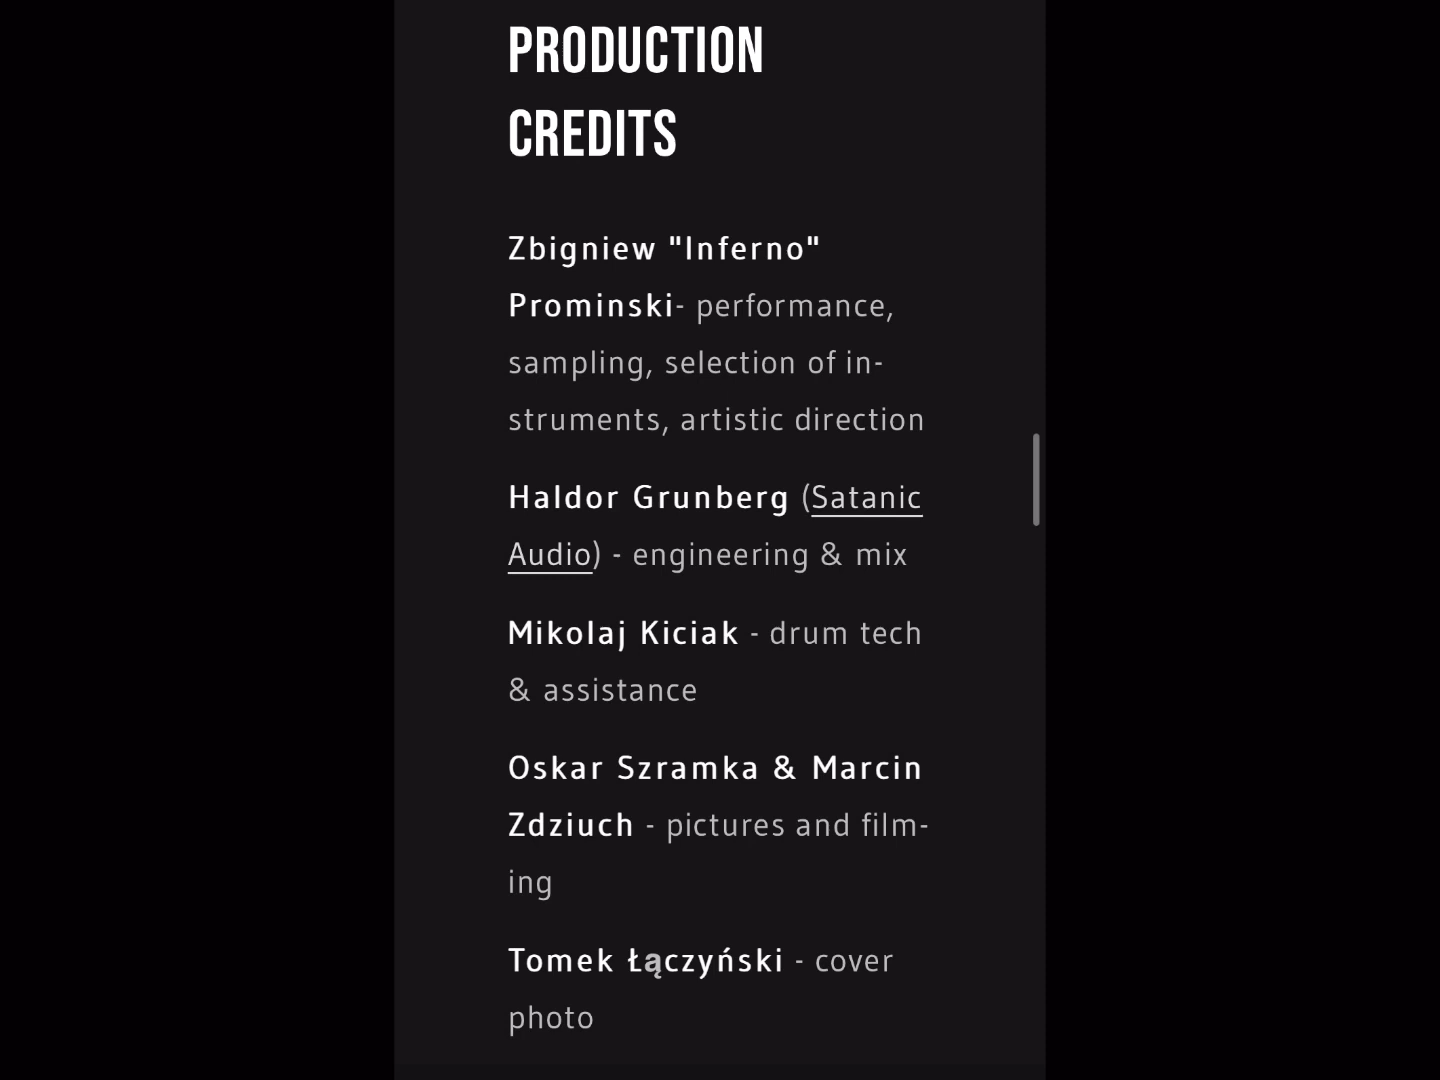 PRODUCTION
CREDITS
Zbigniew "Inferno"
Prominski- performance,
sampling, selection of in-
struments, artistic direction
Haldor Grunberg (Satanic
Audio) - engineering & mix
Mikolaj Kiciak - drum tech
& assistance
Oskar Szramka & Marcin
Zdziuch - pictures and film-
ing
Tomek Łączyński - cover
photo